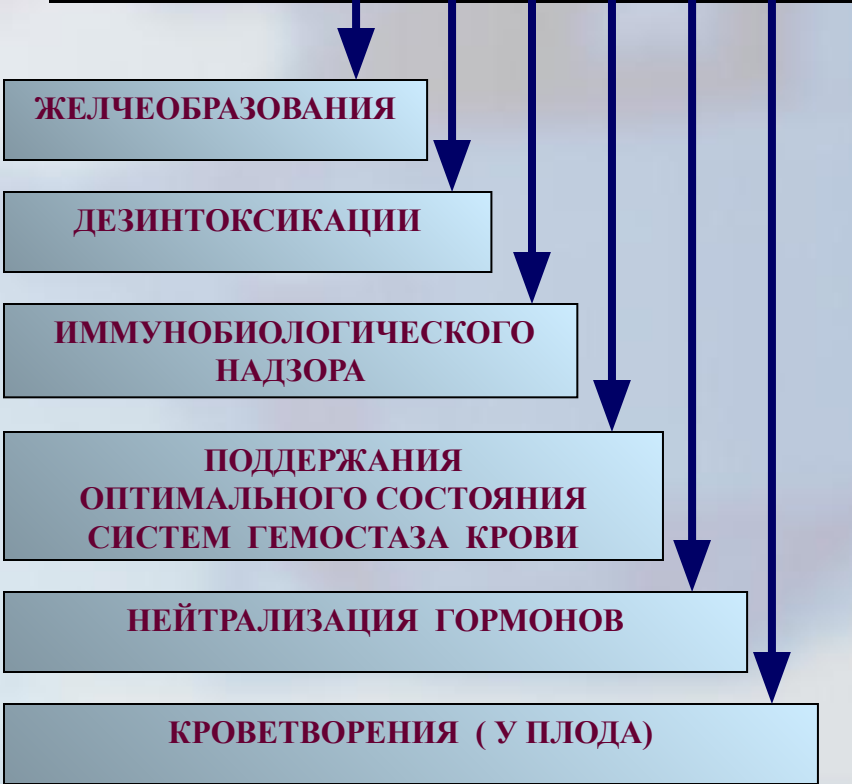 ЖЕЛЧЕОБРАЗОВАНИЯ
ДЕЗИНТОКСИКАЦИИ
ИММУНОБИОЛОГИЧЕСКОГО
НАДЗОРА
ПОДДЕРЖАНИЯ
ОПТИМАЛЬНОГО СОСТОЯНИЯ
СИСТЕМ ГЕМОСТАЗА КРОВИ
НЕЙТРАЛИЗАЦИЯ ГОРМОНОВ
КРОВЕТВОРЕНИЯ ( У ПЛОДА)